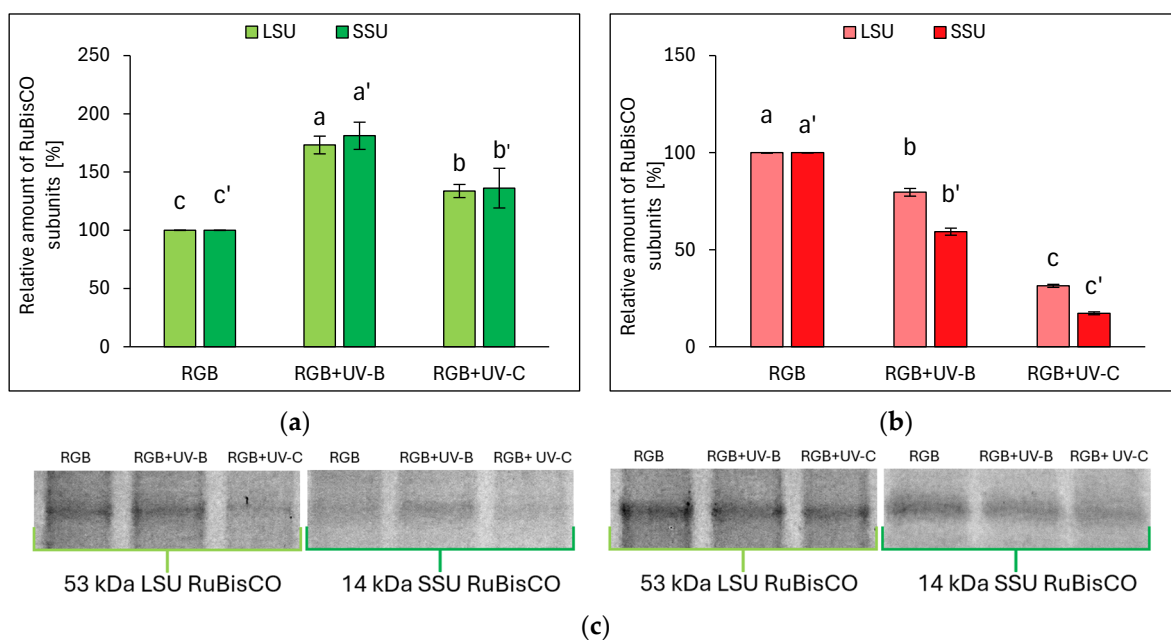 LSU SSU
Relative amount of RuBisCO
subunits [%]
250
200
150
100
50
0
c c' a a' b b'
RGB RGB+UV-B RGB+UV-C
(a)
LSU SSU
Relative amount of RuBisCO
subunits [%]
150
100
50
0
a a' b b' c c'
RGB RGB+UV-B RGB+UV-C
(b)
RGB RGB+UV-B RGB+UV-C RGB RGB+UV-B RGB+ UV-C
53 kDa LSU RuBisCO 14 kDa SSU RuBisCO
RGB RGB+UV-B RGB+UV-C RGB RGB+UV-B RGB+ UV-C
53 kDa LSU RuBisCO 14 kDa SSU RuBisCO
(c)